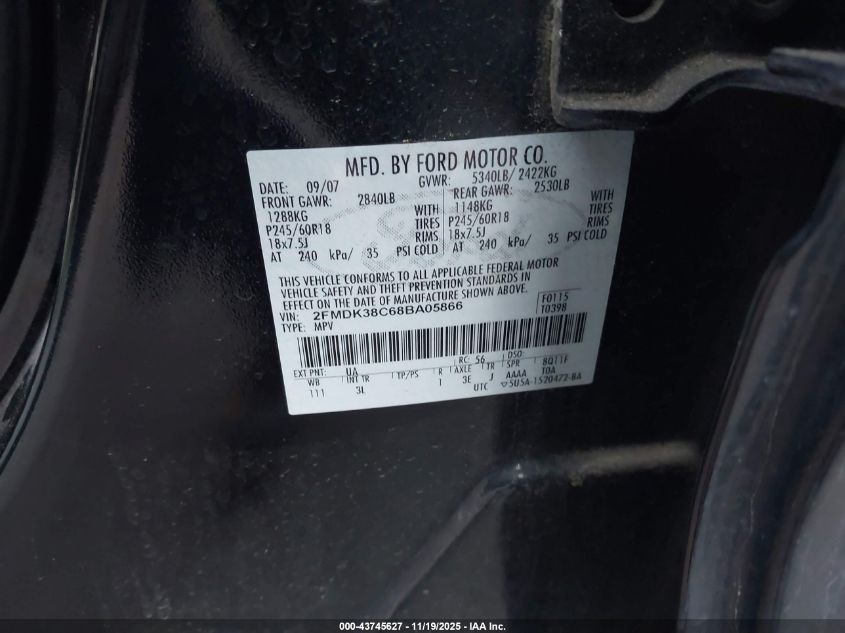 MFD. BY FORD MOTOR CO.
DATE: 09/07 GVWR: 5340LB/ 2422KG
FRONT GAWR: 2840LB REAR GAWR: 2530LB
1288KG WITH 1148KG WITH
P245/60R18 TIRES P245/60R18 TIRES
18x7.5J RIMS 18x7.5J RIMS
AT 240 kPa/ 35 PSI COLD AT 240 kPa/ 35 PSI COLD
THIS VEHICLE CONFORMS TO ALL APPLICABLE FEDERAL MOTOR
VEHICLE SAFETY AND THEFT PREVENTION STANDARDS IN
EFFECT ON THE DATE OF MANUFACTURE SHOWN ABOVE.
VIN: 2FMDK38C68BA05866 F0115
TYPE: MPV T0398
EXT PNT: UA RC: 56 DSO:
WB INT TR TP/PS R AXLE TR SPR 8Q11F
111 3L 1 3E J AAAA T0A
UTC ▽5U5A-1520472-BA
000-43745627 - 11/19/2025 - IAA Inc.